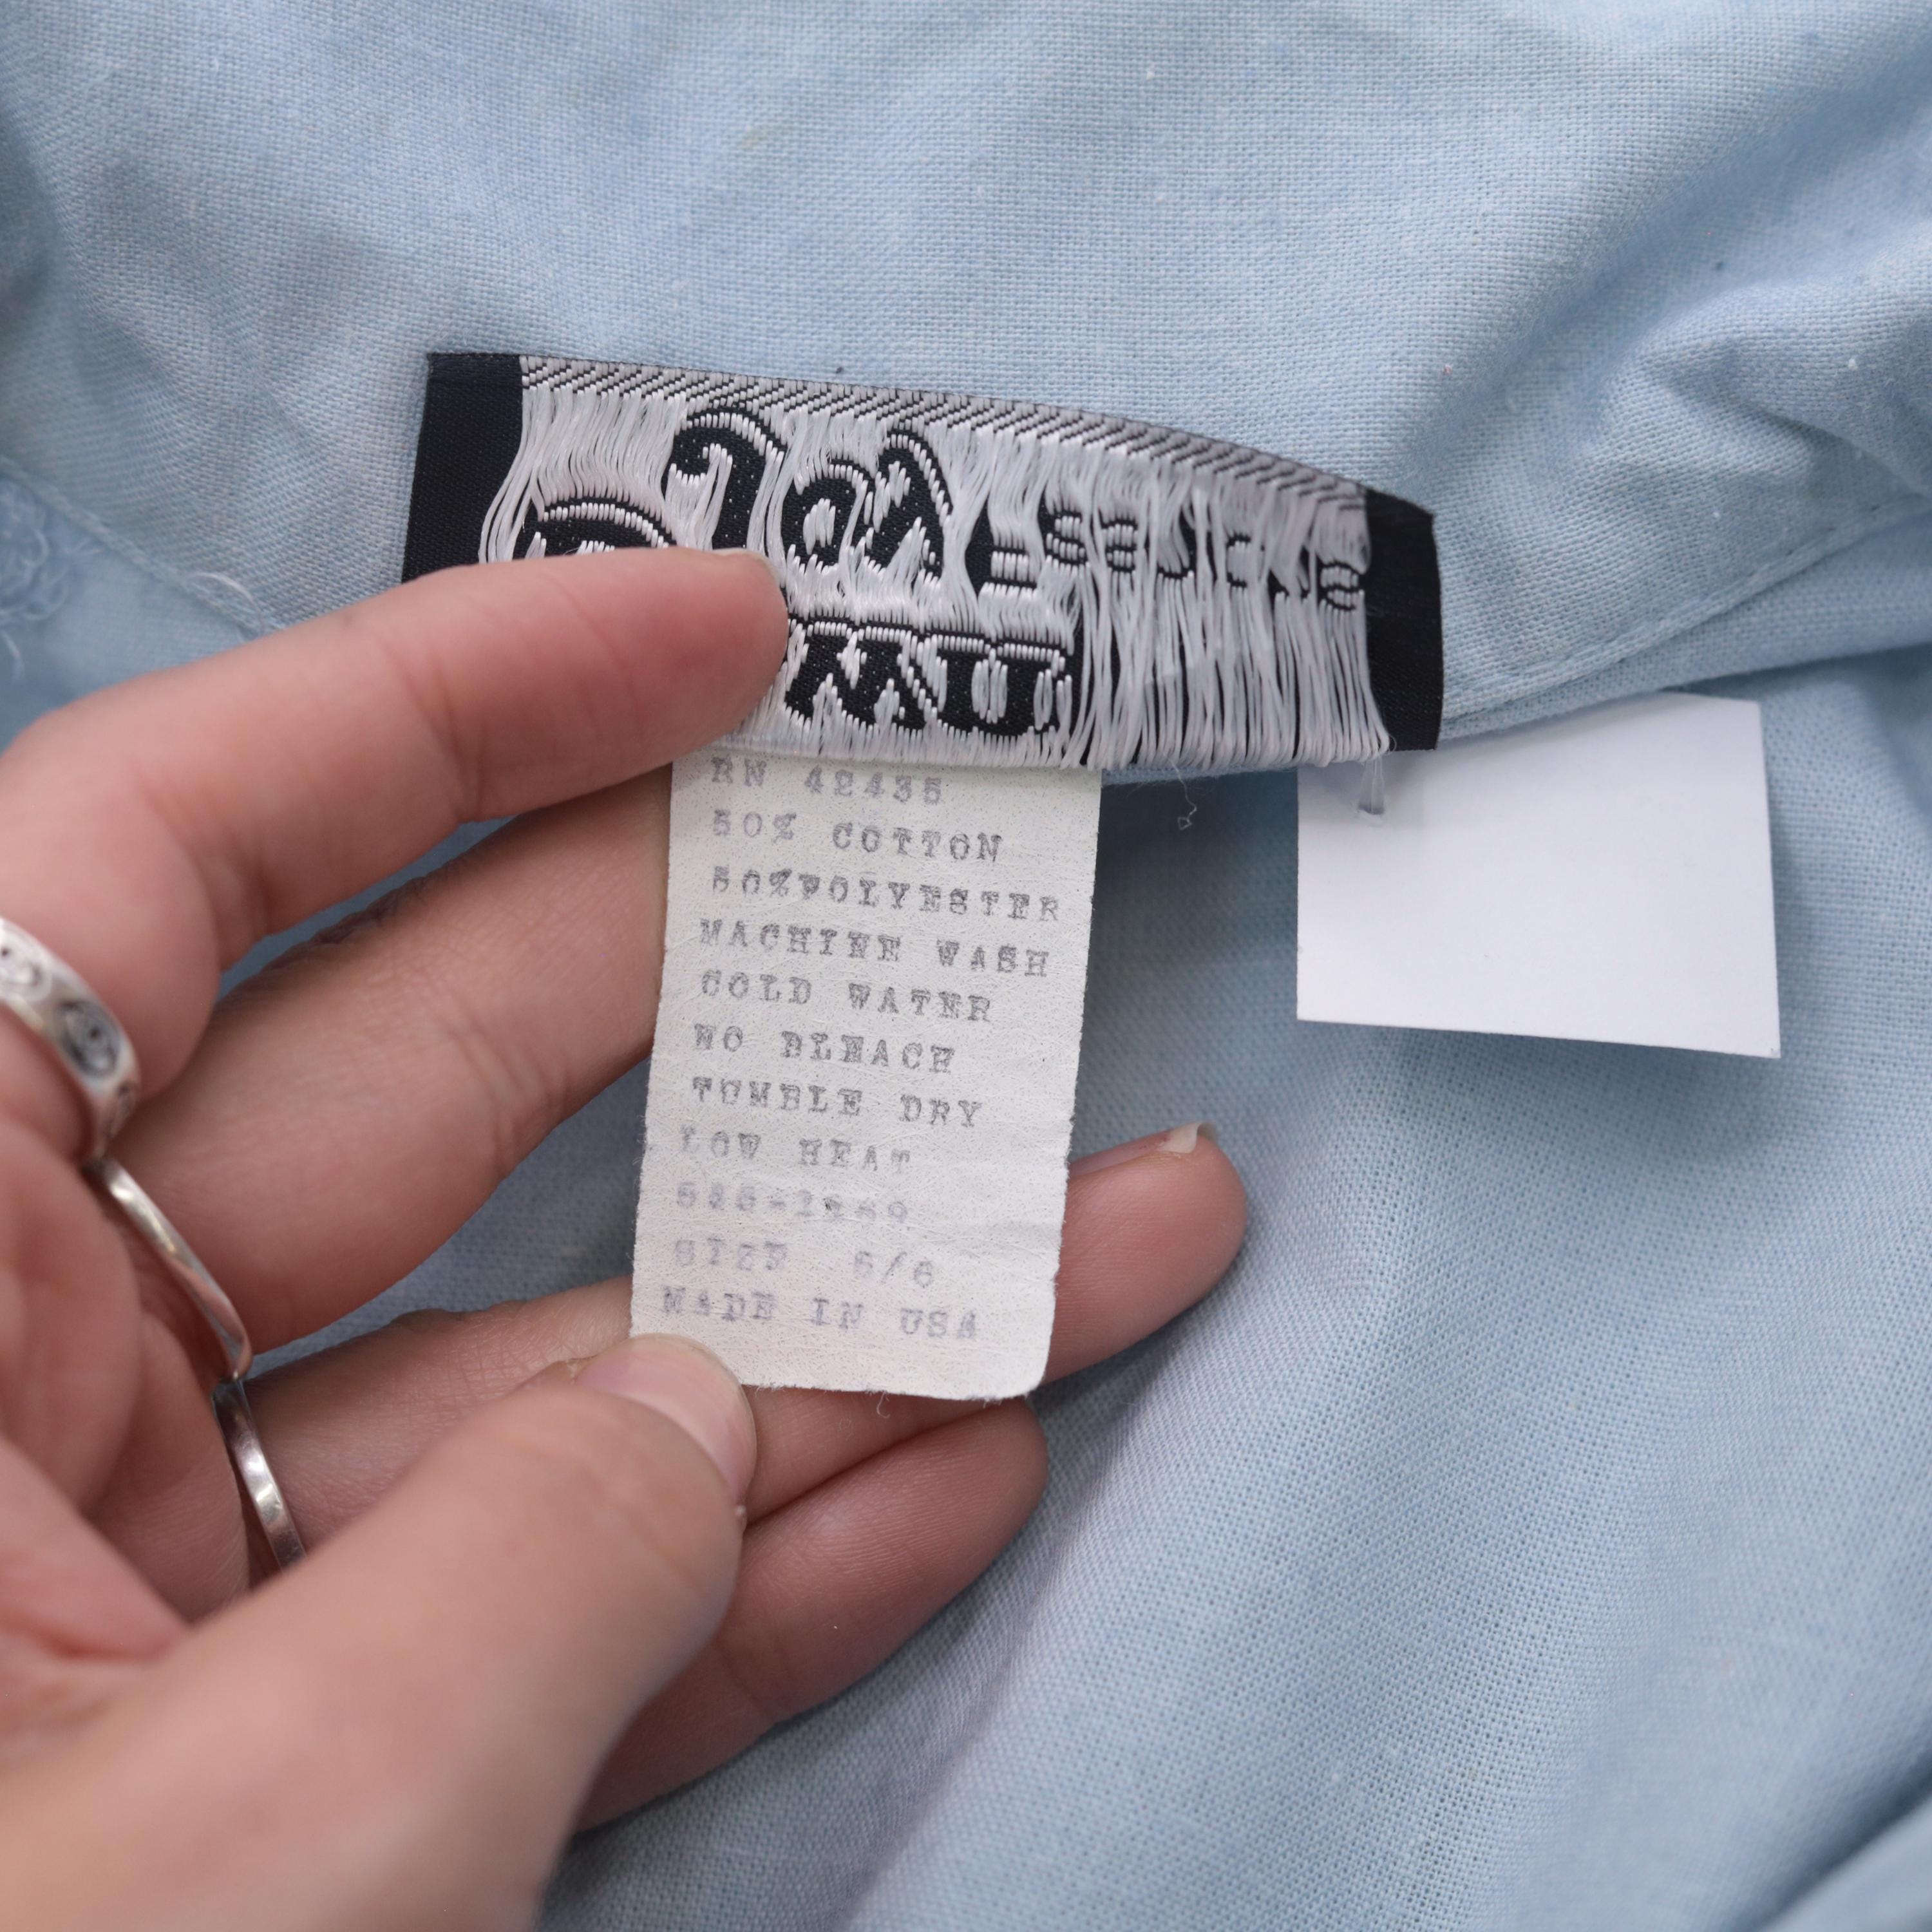 RN 42435
50% COTTON
50%POLYESTER
MACHINE WASH
COLD WATER
NO BLEACH
TUMBLE DRY
LOW HEAT
SIZE 6/6
MADE IN USA